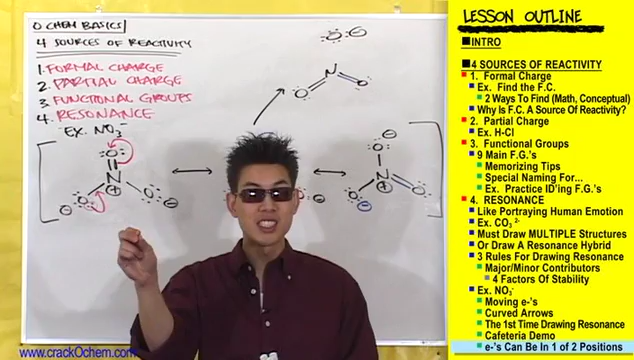 O CHEM BASICS
4 SOURCES OF REACTIVITY
1. FORMAL CHARGE
2. PARTIAL CHARGE
3. FUNCTIONAL GROUPS
4. RESONANCE
EX. NO3-
O
O
N
O
O
N
O
O
O
N
O
O
www.crackOchem.com
LESSON OUTLINE
INTRO
4 SOURCES OF REACTIVITY
1. Formal Charge
Ex. Find the F.C.
2 Ways To Find (Math, Conceptual)
Why Is F.C. A Source Of Reactivity?
2. Partial Charge
Ex. H-Cl
3. Functional Groups
9 Main F.G.'s
Memorizing Tips
Special Naming For...
Ex. Practice ID'ing F.G.'s
4. RESONANCE
Like Portraying Human Emotion
Ex. CO3 2-
Must Draw MULTIPLE Structures
Or Draw A Resonance Hybrid
3 Rules For Drawing Resonance
Major/Minor Contributors
4 Factors Of Stability
Ex. NO3-
Moving e-'s
Curved Arrows
The 1st Time Drawing Resonance
Cafeteria Demo
e-'s Can Be In 1 of 2 Positions